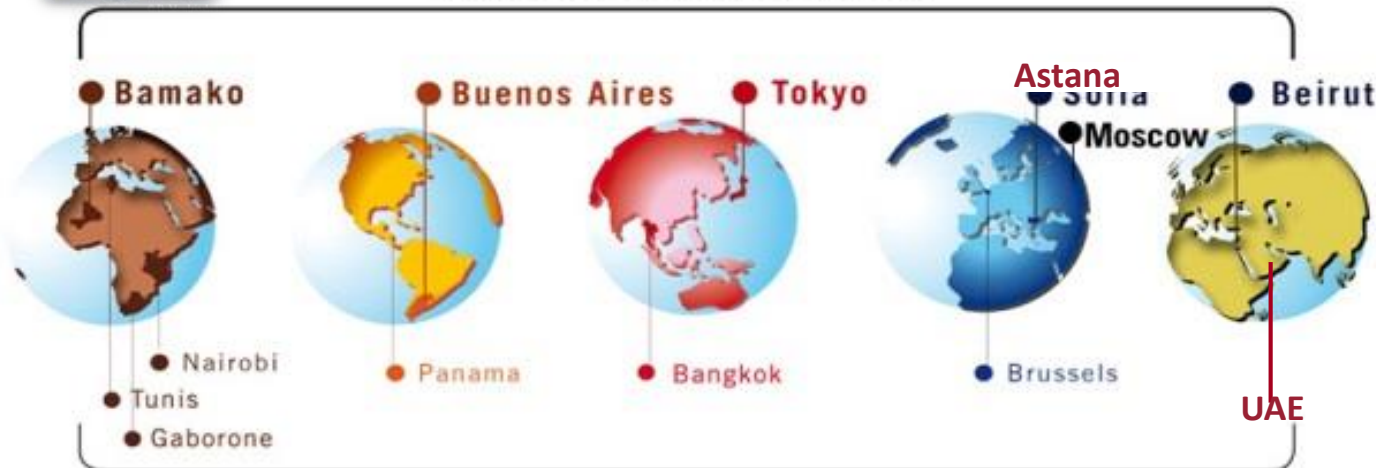 Bamako
Buenos Aires
Tokyo
Astana
Sofia
Beirut
Moscow
Nairobi
Tunis
Gaborone
Panama
Bangkok
Brussels
UAE